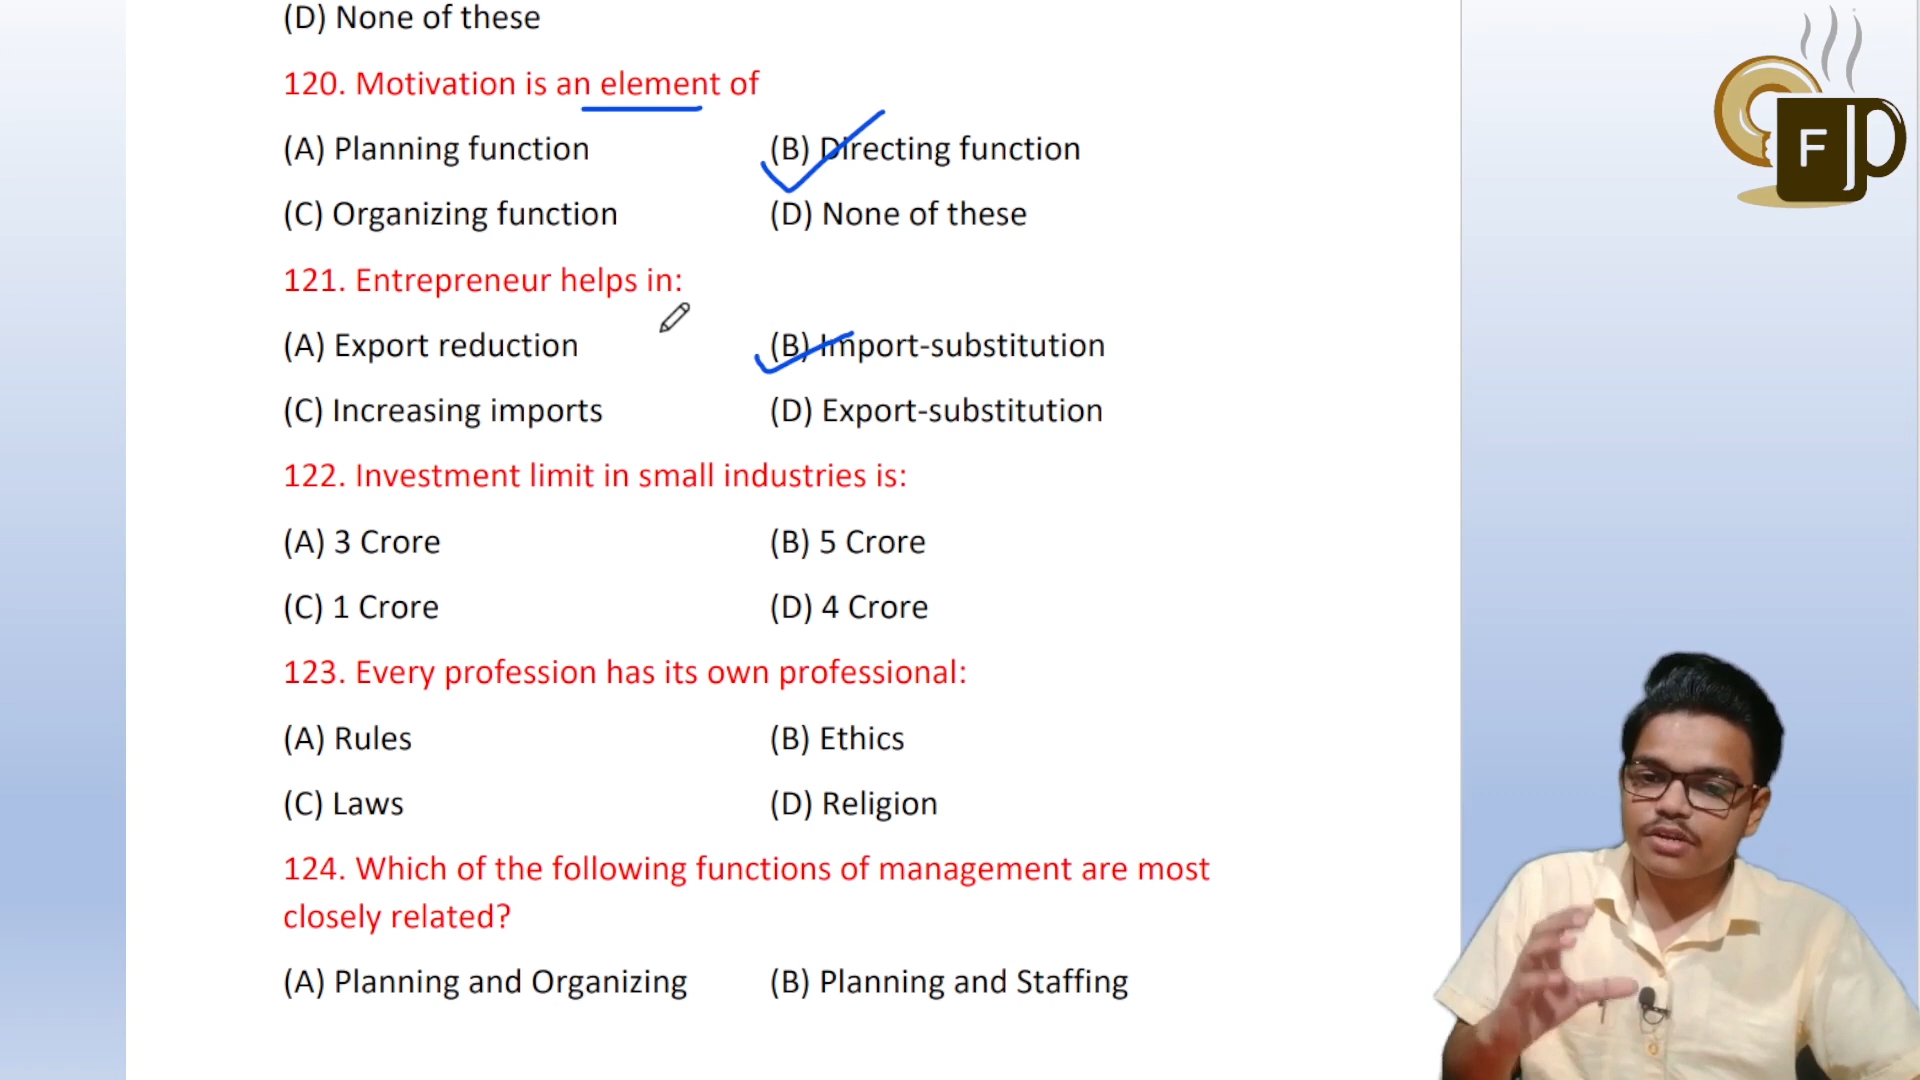 (D) None of these
120. Motivation is an element of
(A) Planning function (B) Directing function
(C) Organizing function (D) None of these
121. Entrepreneur helps in:
(A) Export reduction (B) Import-substitution
(C) Increasing imports (D) Export-substitution
122. Investment limit in small industries is:
(A) 3 Crore (B) 5 Crore
(C) 1 Crore (D) 4 Crore
123. Every profession has its own professional:
(A) Rules (B) Ethics
(C) Laws (D) Religion
124. Which of the following functions of management are most
closely related?
(A) Planning and Organizing (B) Planning and Staffing
F J